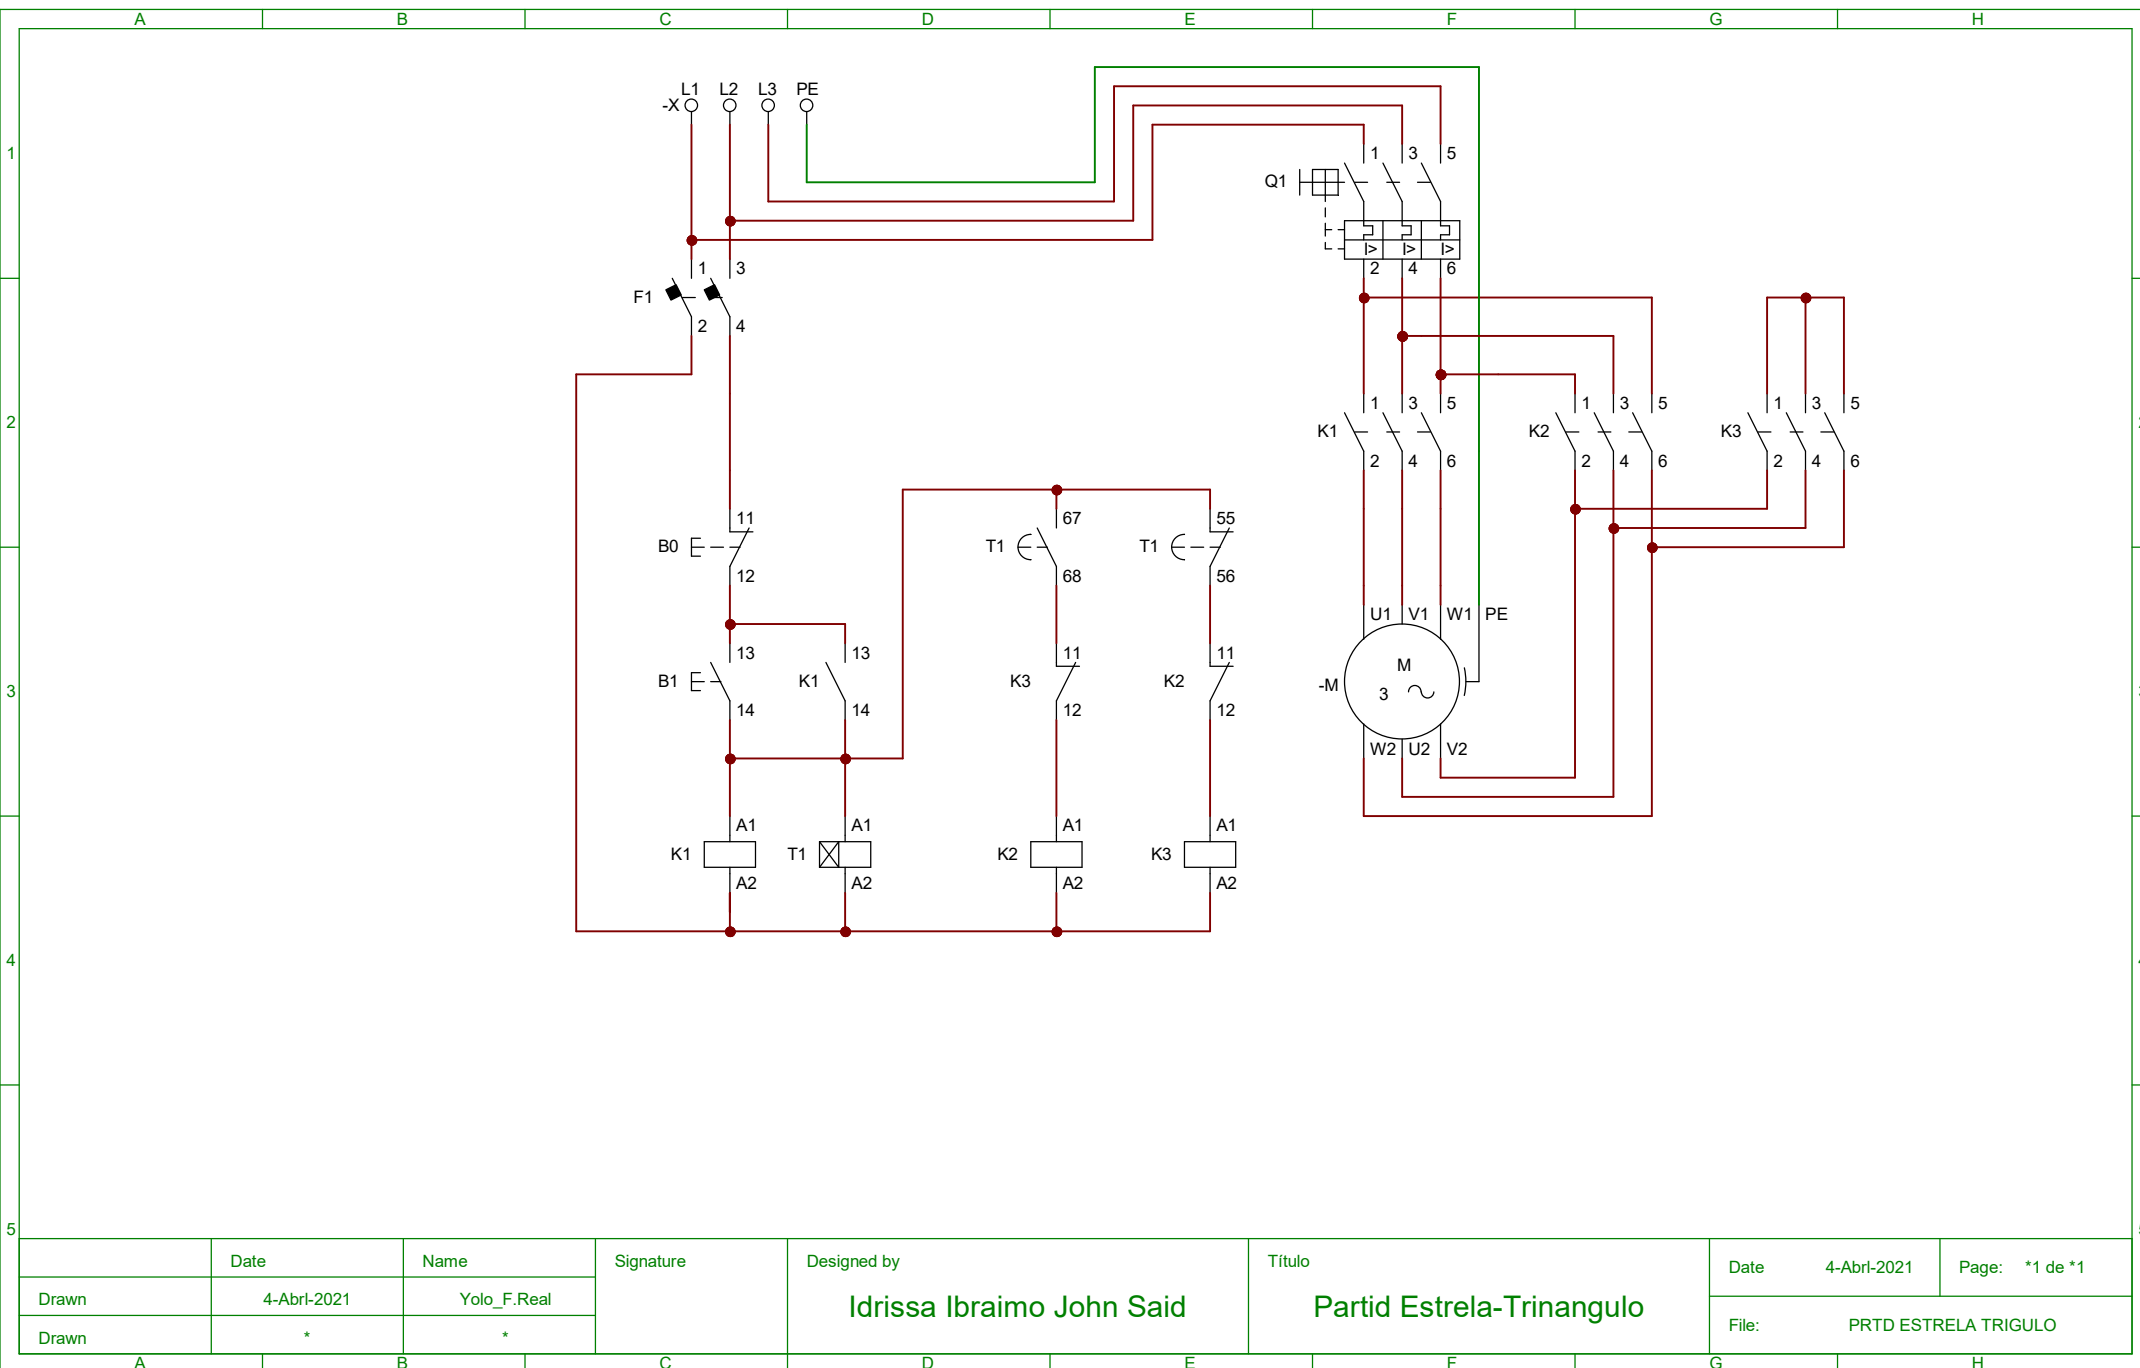 A B C D E F G H
L1 L2 L3 PE
-X
1
1 3 5
Q1
I> I> I>
2 4 6
1 3
F1
2 4
2
1 3 5
K1
2 4 6
1 3 5
K2
2 4 6
1 3 5
K3
2 4 6
11
B0
12
67
T1
68
55
T1
56
U1 V1 W1 PE
13
B1
14
13
K1
14
11
K3
12
11
K2
12
3
M
-M
3
W2 U2 V2
A1
K1
A2
A1
T1
A2
A1
K2
A2
A1
K3
A2
4
5
Date Name Signature
Drawn 4-Abrl-2021 Yolo_F.Real
Drawn * *
Designed by
Idrissa Ibraimo John Said
Título
Partid Estrela-Trinangulo
Date 4-Abrl-2021 Page: *1 de *1
File: PRTD ESTRELA TRIGULO
A B C D E F G H